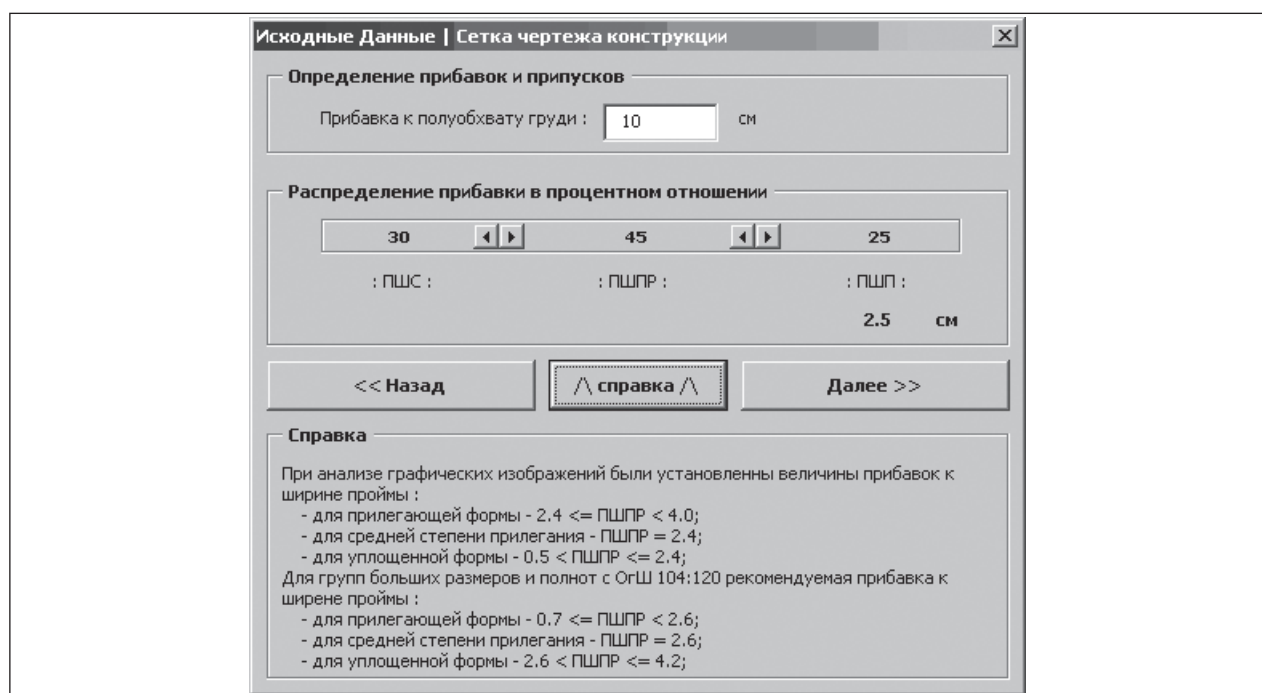 Исходные Данные | Сетка чертежа конструкции
Определение прибавок и припусков
Прибавка к полуобхвату груди : 10 см
Распределение прибавки в процентном отношении
30 45 25
: ПШС : : ПШПР : : ПШП :
2.5 см
<< Назад /\ справка /\ Далее >>
Справка
При анализе графических изображений были установленны величины прибавок к
ширине проймы :
- для прилегающей формы - 2.4 <= ПШПР < 4.0;
- для средней степени прилегания - ПШПР = 2.4;
- для уплощенной формы - 0.5 < ПШПР <= 2.4;
Для групп больших размеров и полнот с ОгШ 104:120 рекомендуемая прибавка к
ширене проймы :
- для прилегающей формы - 0.7 <= ПШПР < 2.6;
- для средней степени прилегания - ПШПР = 2.6;
- для уплощенной формы - 2.6 < ПШПР <= 4.2;